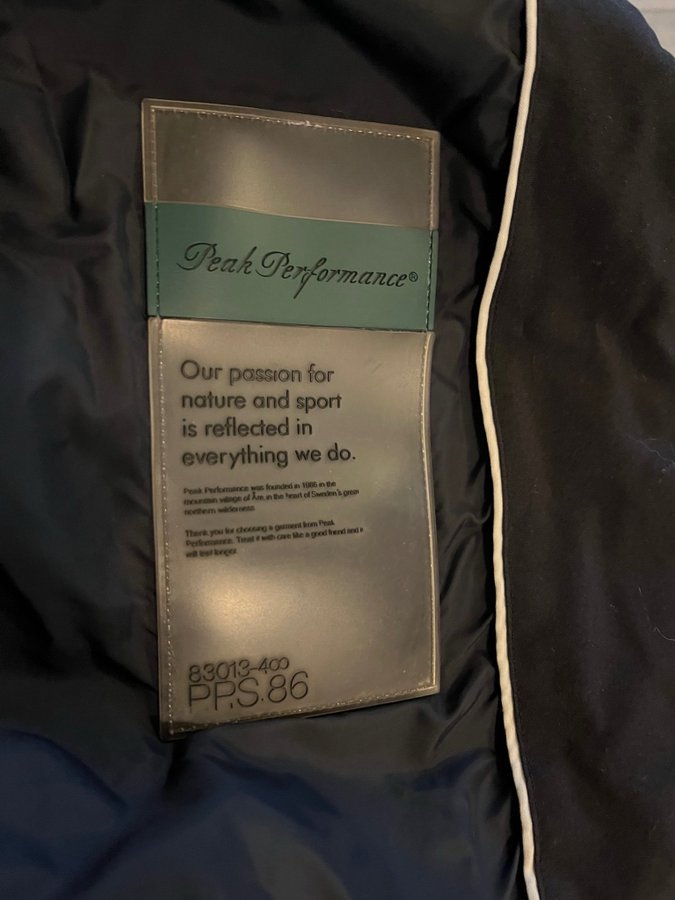 Peak Performance®
Our passion for
nature and sport
is reflected in
everything we do.
Peak Performance was founded in 1986 in the
mountain village of Åre, in the heart of Sweden's great
northern wilderness
Thank you for choosing a garment from Peak
Performance. Treat it with care like a good friend and it
will last longer.
83013-400
P.P.S. 86